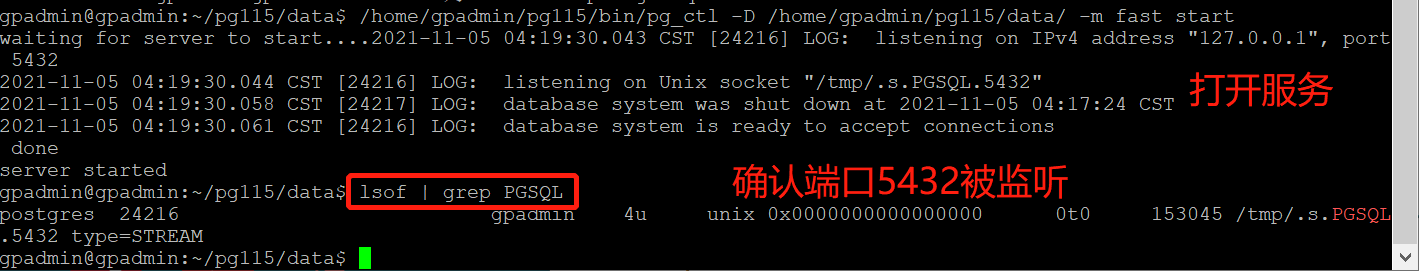 gpadmin@gpadmin:~/pg115/data$ /home/gpadmin/pg115/bin/pg_ctl -D /home/gpadmin/pg115/data/ -m fast start
waiting for server to start....2021-11-05 04:19:30.043 CST [24216] LOG:  listening on IPv4 address "127.0.0.1", port
 5432
2021-11-05 04:19:30.044 CST [24216] LOG:  listening on Unix socket "/tmp/.s.PGSQL.5432"
打开服务
2021-11-05 04:19:30.058 CST [24217] LOG:  database system was shut down at 2021-11-05 04:17:24 CST
2021-11-05 04:19:30.061 CST [24216] LOG:  database system is ready to accept connections
 done
server started
gpadmin@gpadmin:~/pg115/data$ lsof | grep PGSQL
确认端口5432被监听
postgres  24216                          gpadmin    4u     unix 0x0000000000000000       0t0     153045 /tmp/.s.PGSQL
.5432 type=STREAM
gpadmin@gpadmin:~/pg115/data$